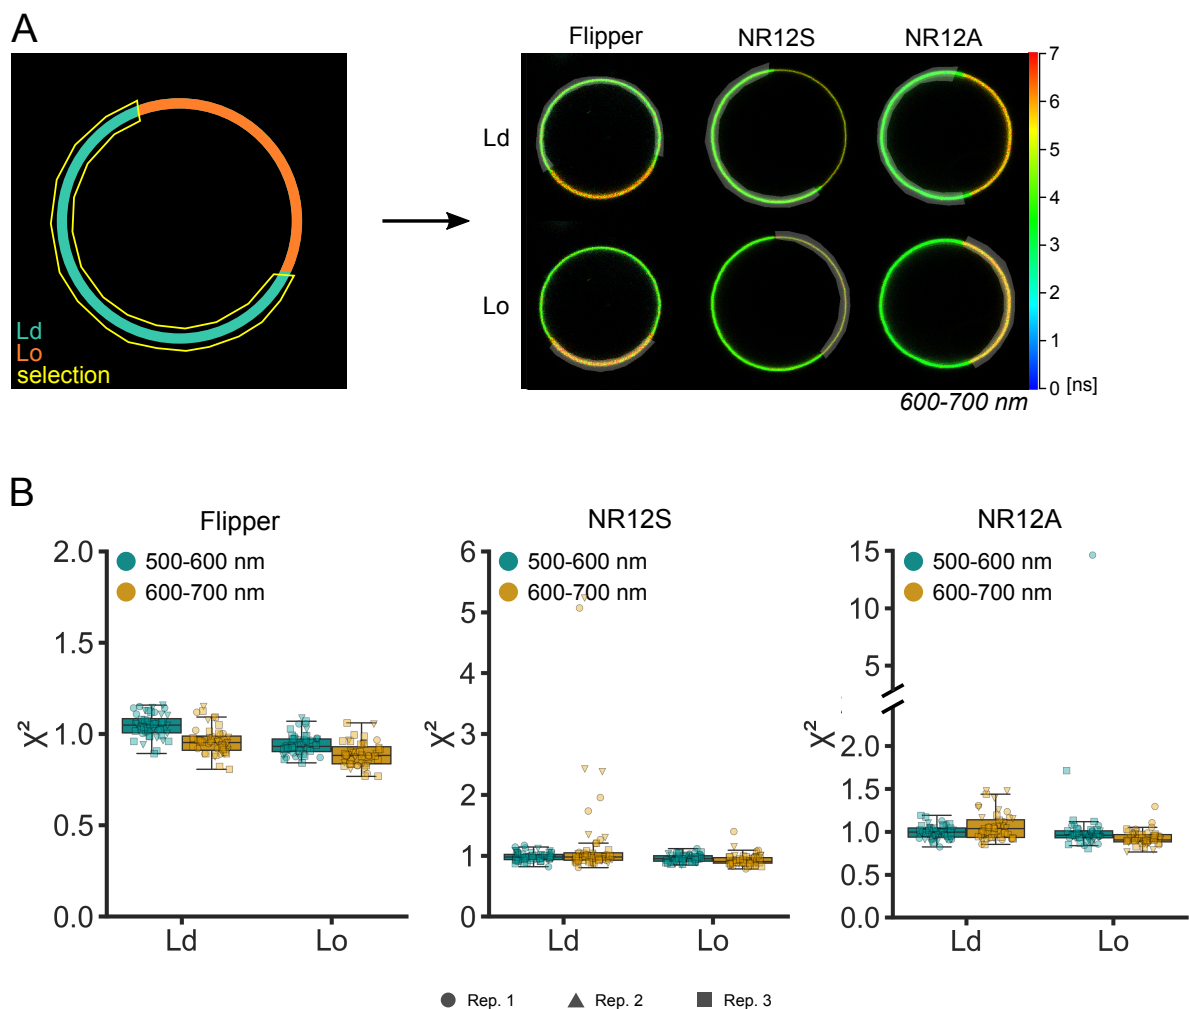 A
Flipper NR12S NR12A
Ld
Lo
7
6
5
4
3
2
1
0 [ns]
600-700 nm
Ld
Lo
selection
B
Flipper
500-600 nm
600-700 nm
2.0
1.5
1.0
0.5
0.0
χ²
Ld Lo
NR12S
500-600 nm
600-700 nm
6
5
4
3
2
1
0
χ²
Ld Lo
NR12A
500-600 nm
600-700 nm
15
10
5
2.0
1.5
1.0
0.5
0.0
χ²
Ld Lo
Rep. 1 Rep. 2 Rep. 3